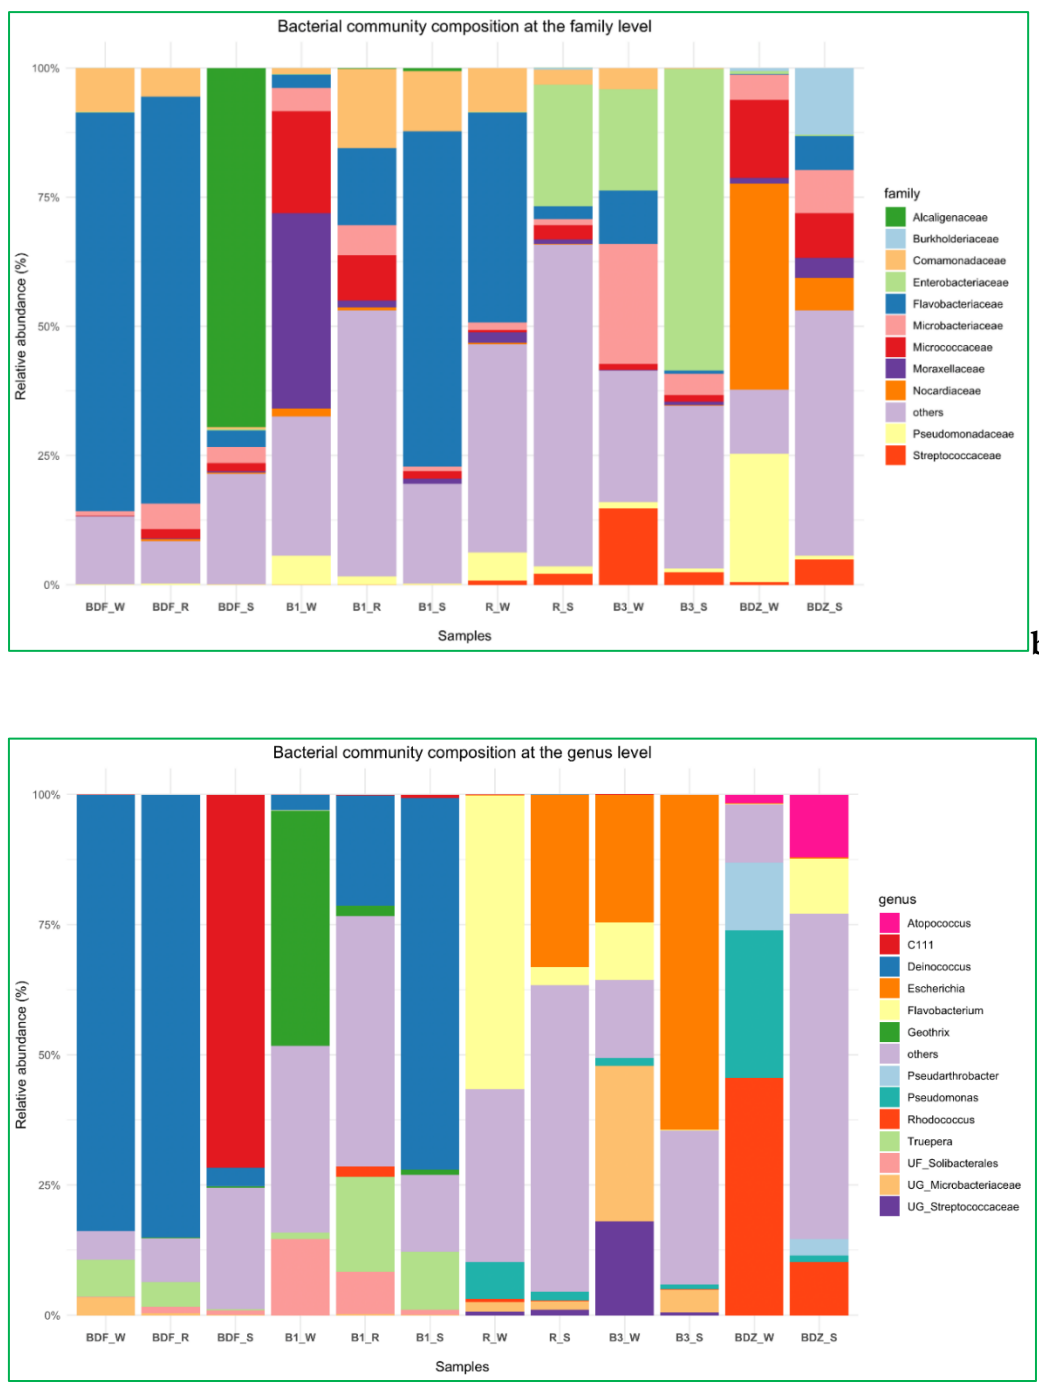 Bacterial community composition at the family level
100%
75%
50%
25%
0%
Relative abundance (%)
BDF_W BDF_R BDF_S B1_W B1_R B1_S R_W R_S B3_W B3_S BDZ_W BDZ_S
Samples
family
Alcaligenaceae
Burkholderiaceae
Comamonadaceae
Enterobacteriaceae
Flavobacteriaceae
Microbacteriaceae
Micrococcaceae
Moraxellaceae
Nocardiaceae
others
Pseudomonadaceae
Streptococcaceae
b
Bacterial community composition at the genus level
100%
75%
50%
25%
0%
Relative abundance (%)
BDF_W BDF_R BDF_S B1_W B1_R B1_S R_W R_S B3_W B3_S BDZ_W BDZ_S
Samples
genus
Atopococcus
C111
Deinococcus
Escherichia
Flavobacterium
Geothrix
others
Pseudarthrobacter
Pseudomonas
Rhodococcus
Truepera
UF_Solibacterales
UG_Microbacteriaceae
UG_Streptococcaceae